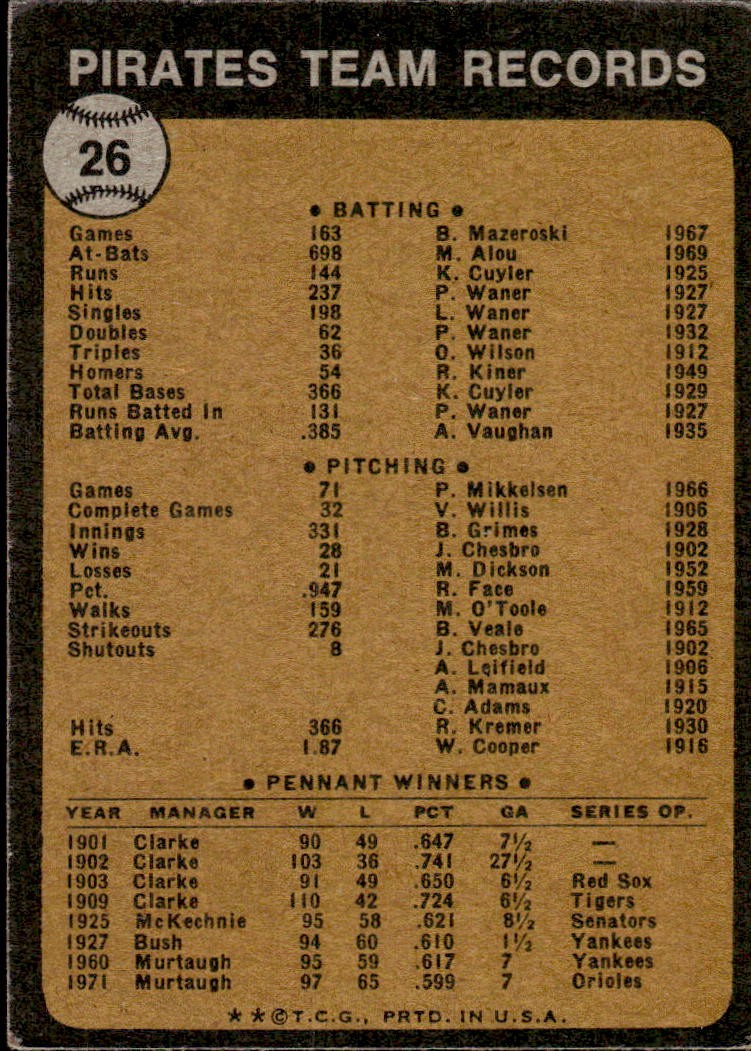 PIRATES TEAM RECORDS
26
• BATTING •
Games 163 B. Mazeroski 1967
At-Bats 698 M. Alou 1969
Runs 144 K. Cuyler 1925
Hits 237 P. Waner 1927
Singles 198 L. Waner 1927
Doubles 62 P. Waner 1932
Triples 36 O. Wilson 1912
Homers 54 R. Kiner 1949
Total Bases 366 K. Cuyler 1929
Runs Batted In 131 P. Waner 1927
Batting Avg. .385 A. Vaughan 1935
• PITCHING •
Games 71 P. Mikkelsen 1966
Complete Games 32 V. Willis 1906
Innings 331 B. Grimes 1928
Wins 28 J. Chesbro 1902
Losses 21 M. Dickson 1952
Pct. .947 R. Face 1959
Walks 159 M. O'Toole 1912
Strikeouts 276 B. Veale 1965
Shutouts 8 J. Chesbro 1902
A. Leifield 1906
A. Mamaux 1915
C. Adams 1920
Hits 366 R. Kremer 1930
E.R.A. 1.87 W. Cooper 1916
• PENNANT WINNERS •
YEAR MANAGER W L PCT GA SERIES OP.
1901 Clarke 90 49 .647 7½ —
1902 Clarke 103 36 .741 27½ —
1903 Clarke 91 49 .650 6½ Red Sox
1909 Clarke 110 42 .724 6½ Tigers
1925 McKechnie 95 58 .621 8½ Senators
1927 Bush 94 60 .610 1½ Yankees
1960 Murtaugh 95 59 .617 7 Yankees
1971 Murtaugh 97 65 .599 7 Orioles
* * © T.C.G., PRTD. IN U.S.A.